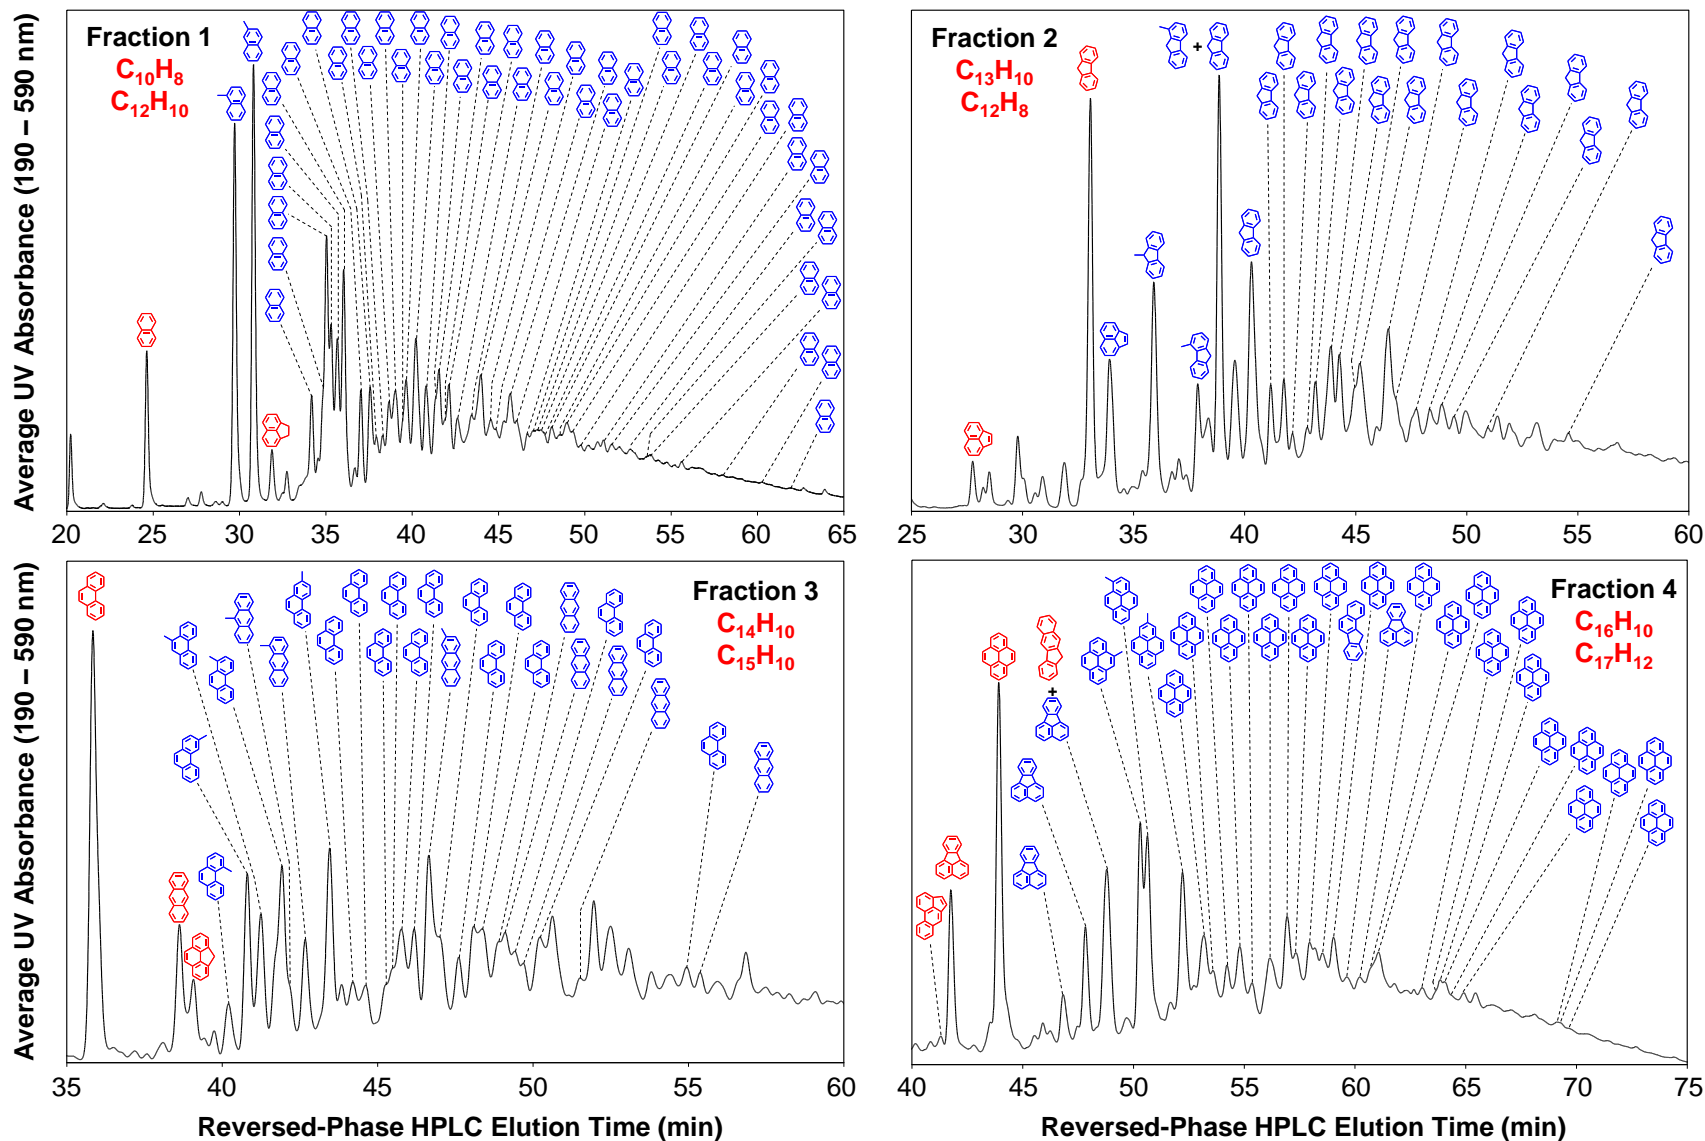 Average UV Absorbance (190 – 590 nm)
Fraction 1
C10H8
C12H10
20 25 30 35 40 45 50 55 60 65
Fraction 2
C13H10
C12H8
+
25 30 35 40 45 50 55 60
Average UV Absorbance (190 – 590 nm)
Fraction 3
C14H10
C15H10
35 40 45 50 55 60
Reversed-Phase HPLC Elution Time (min)
Fraction 4
C16H10
C17H12
+
40 45 50 55 60 65 70 75
Reversed-Phase HPLC Elution Time (min)